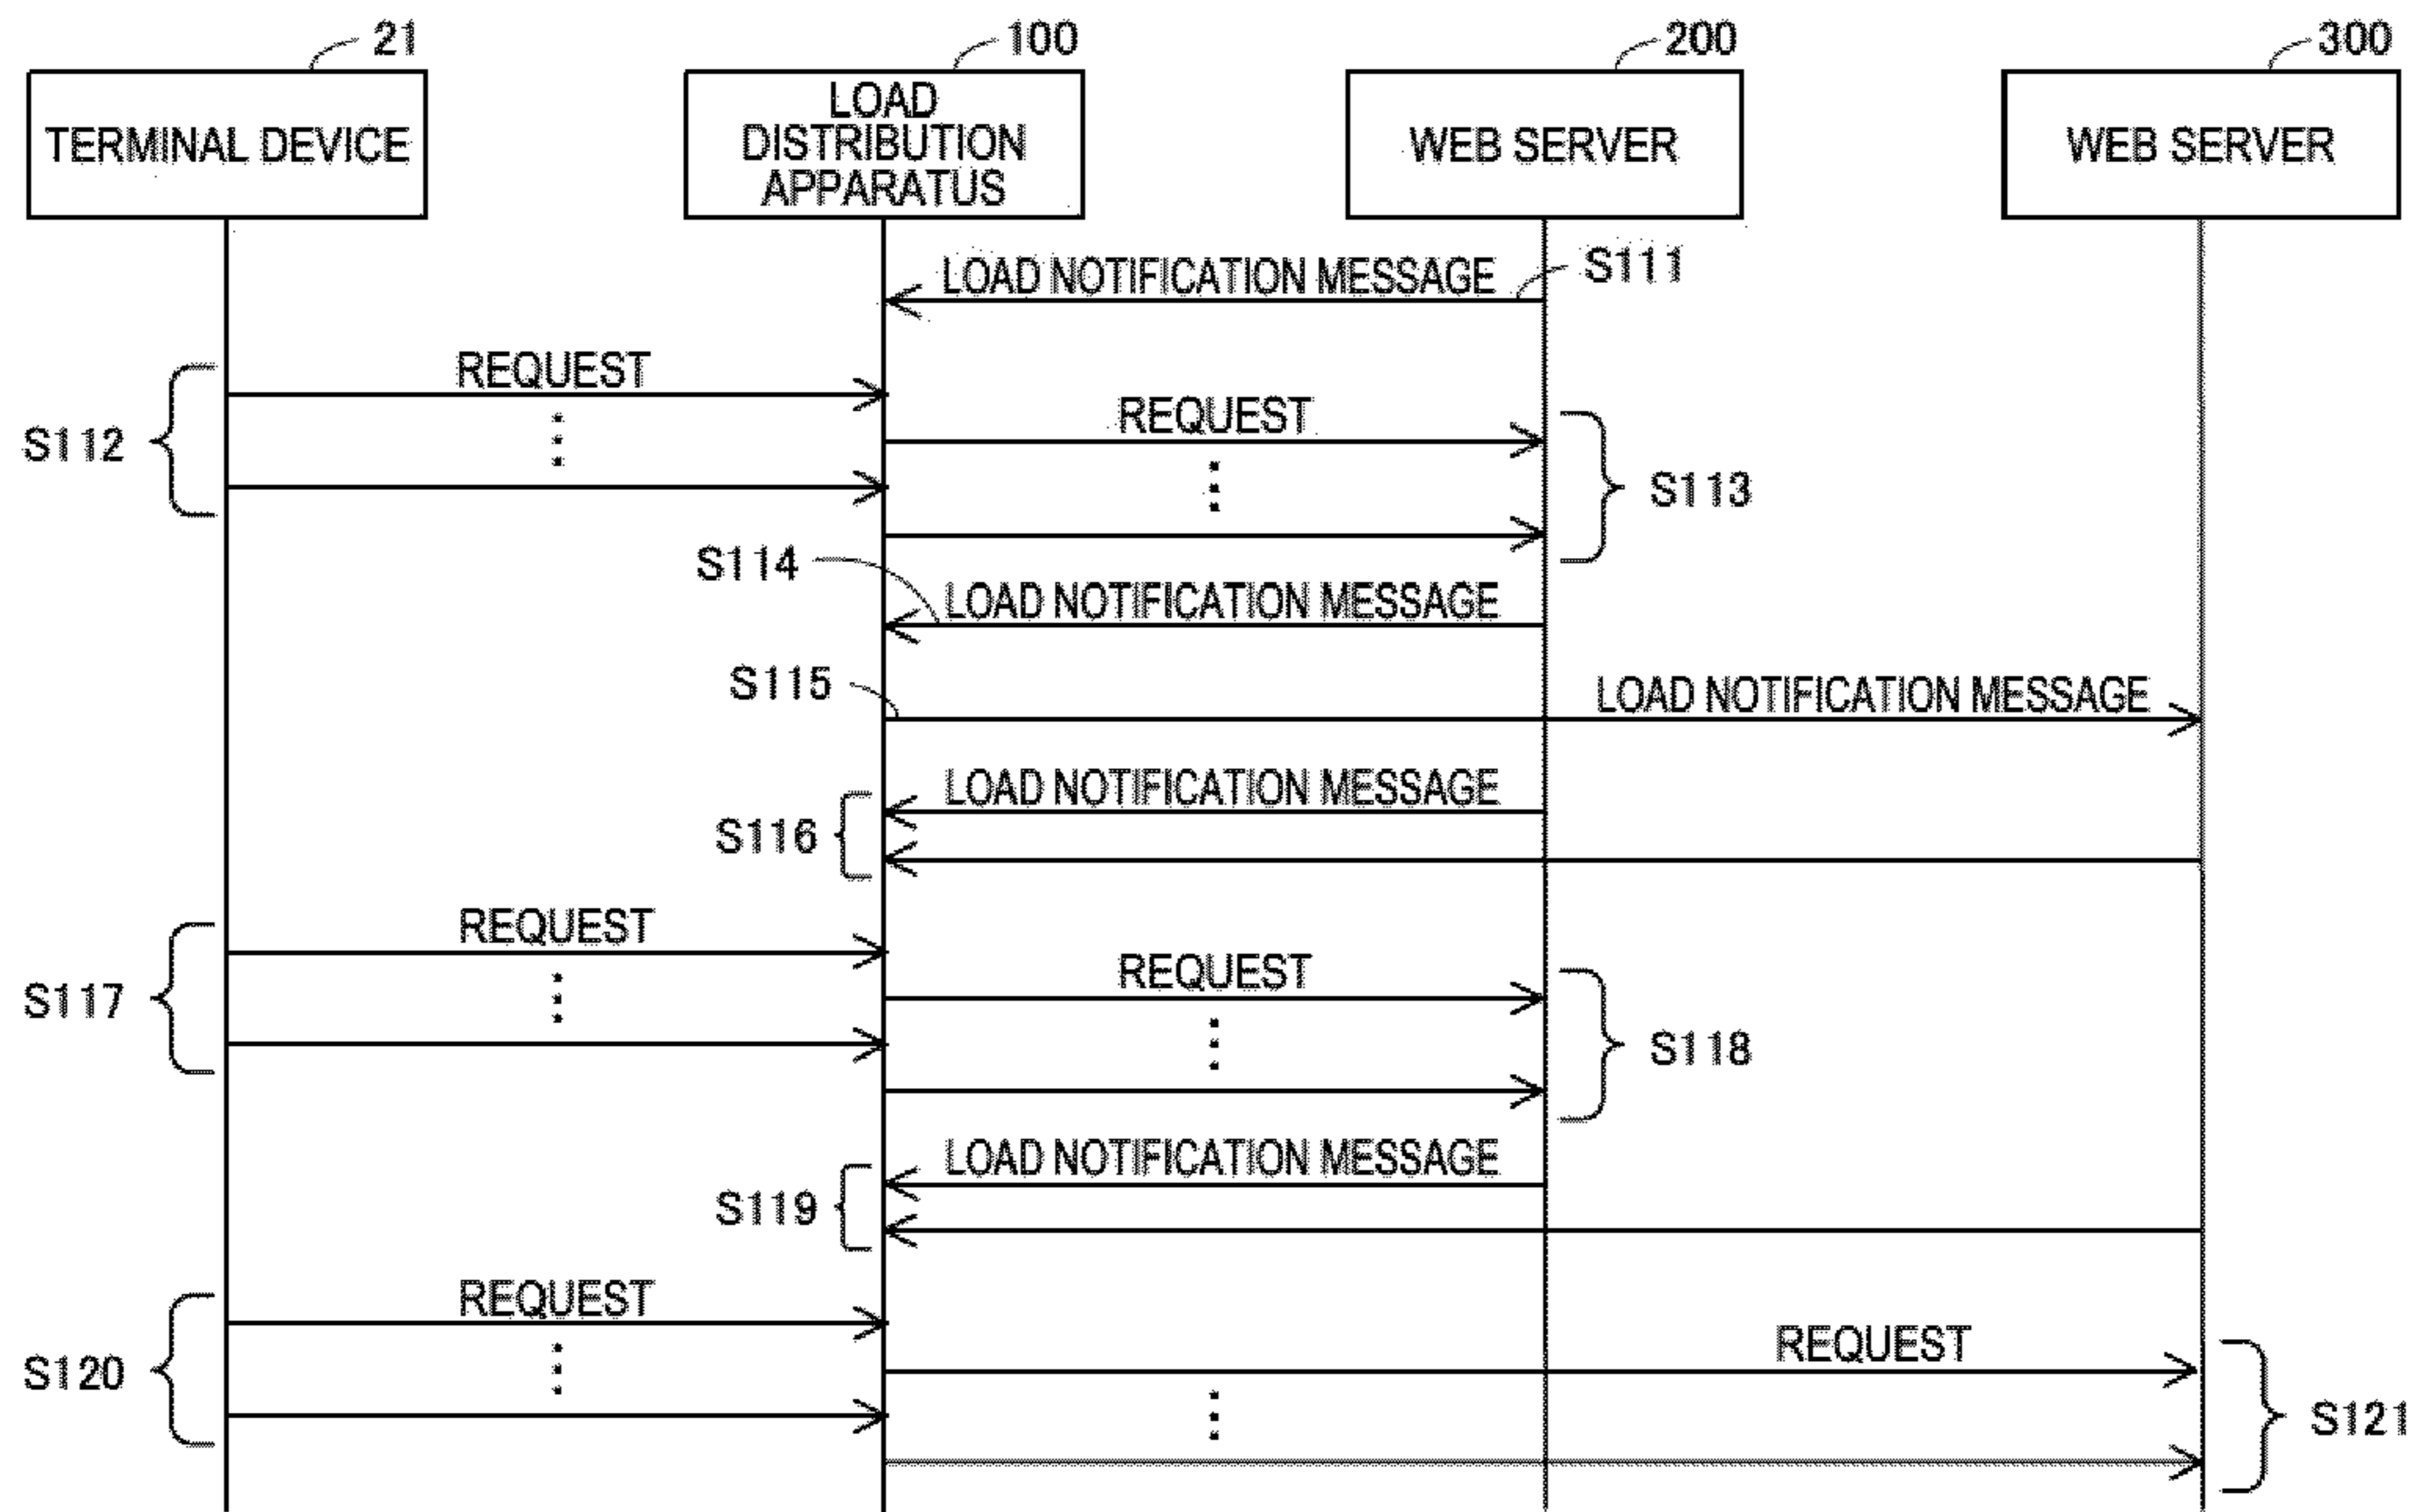 21
100
200
300
TERMINAL DEVICE
LOAD
DISTRIBUTION
APPARATUS
WEB SERVER
WEB SERVER
LOAD NOTIFICATION MESSAGE
S111
REQUEST
S112
REQUEST
S113
S114
LOAD NOTIFICATION MESSAGE
S115
LOAD NOTIFICATION MESSAGE
LOAD NOTIFICATION MESSAGE
S116
REQUEST
S117
REQUEST
S118
LOAD NOTIFICATION MESSAGE
S119
REQUEST
S120
REQUEST
S121